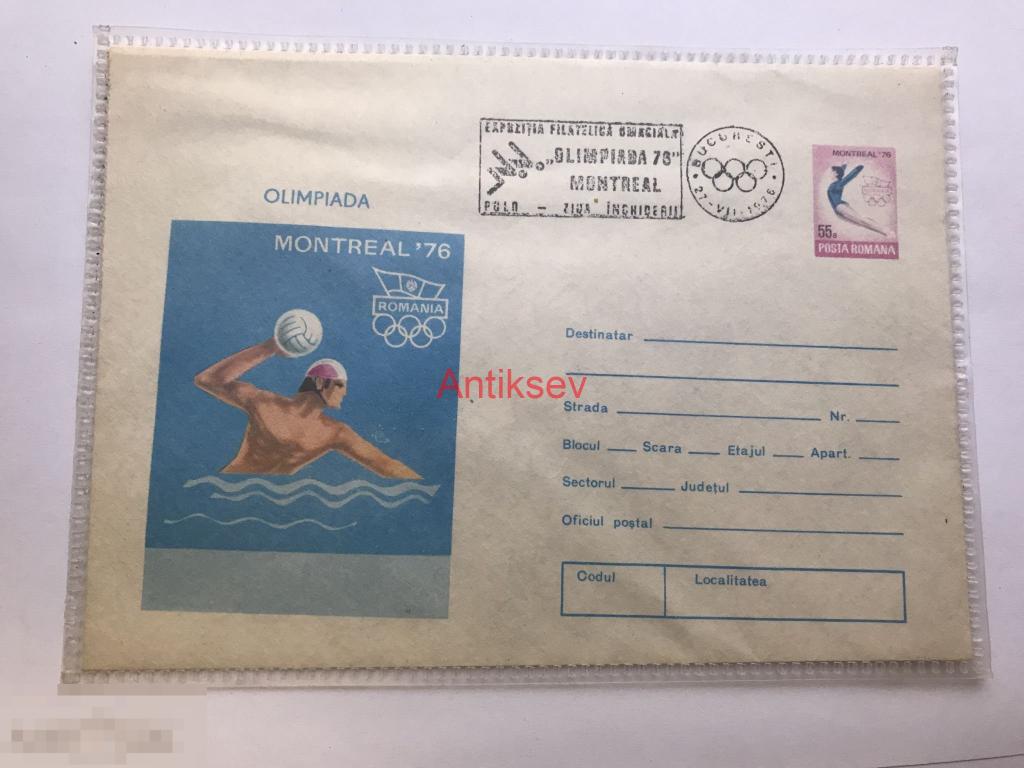 EXPOZIȚIA FILATELICĂ OMAGIALĂ
„OLIMPIADA 76"
MONTREAL
POLO - ZIUA ÎNCHIDERII
BUCUREȘTI
27-VII-1976
MONTREAL '76
55B
POSTA ROMANA
OLIMPIADA
MONTREAL '76
ROMANIA
Antiksev
Destinatar
Strada Nr.
Blocul Scara Etajul Apart.
Sectorul Județul
Oficiul poștal
Codul Localitatea